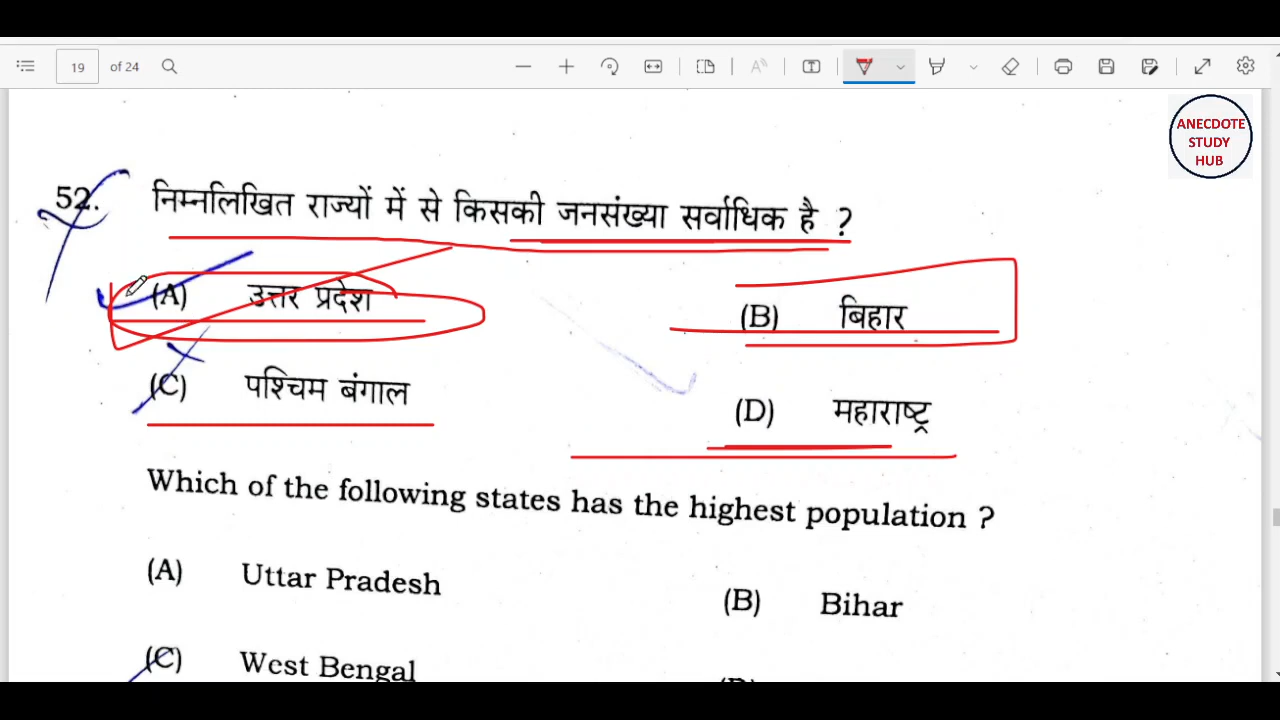 19 of 24
ANECDOTE
STUDY
HUB
52. निम्नलिखित राज्यों में से किसकी जनसंख्या सर्वाधिक है ?
(A) उत्तर प्रदेश (B) बिहार
(C) पश्चिम बंगाल (D) महाराष्ट्र
Which of the following states has the highest population ?
(A) Uttar Pradesh (B) Bihar
(C) West Bengal